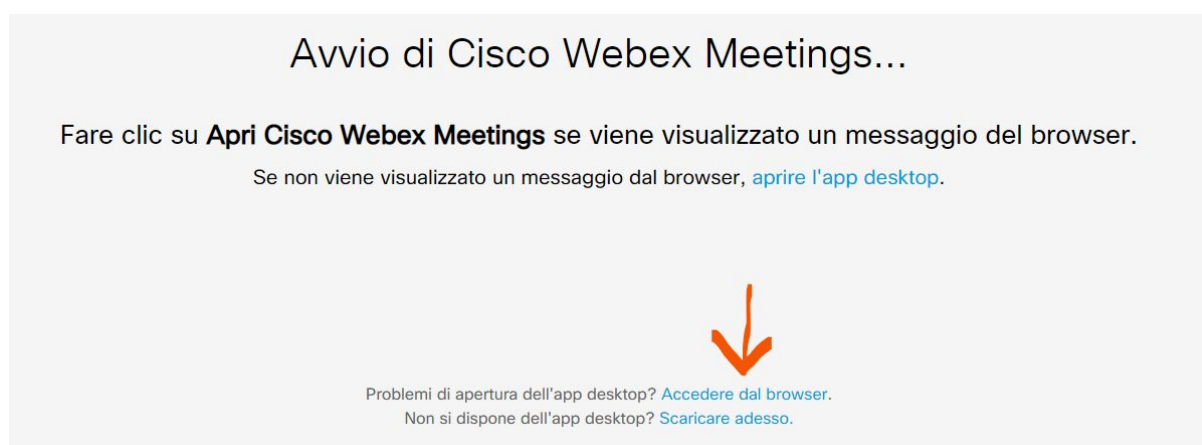 Avvio di Cisco Webex Meetings...
Fare clic su Apri Cisco Webex Meetings se viene visualizzato un messaggio del browser.
Se non viene visualizzato un messaggio dal browser, aprire l'app desktop.
Problemi di apertura dell'app desktop? Accedere dal browser.
Non si dispone dell'app desktop? Scaricare adesso.